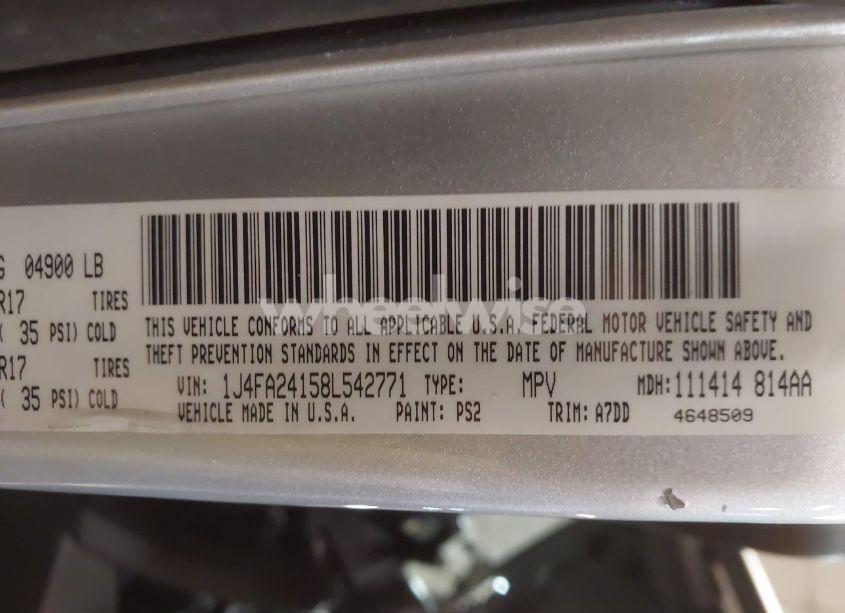 G 04900 LB
R17 TIRES
( 35 PSI) COLD
R17
( 35 PSI) COLD
THIS VEHICLE CONFORMS TO ALL APPLICABLE U.S.A. FEDERAL MOTOR VEHICLE SAFETY AND
THEFT PREVENTION STANDARDS IN EFFECT ON THE DATE OF MANUFACTURE SHOWN ABOVE.
VIN: 1J4FA24158L542771 TYPE: MPV MDH: 111414 814AA
VEHICLE MADE IN U.S.A. PAINT: PS2 TRIM: A7DD 4648509
wheelwise